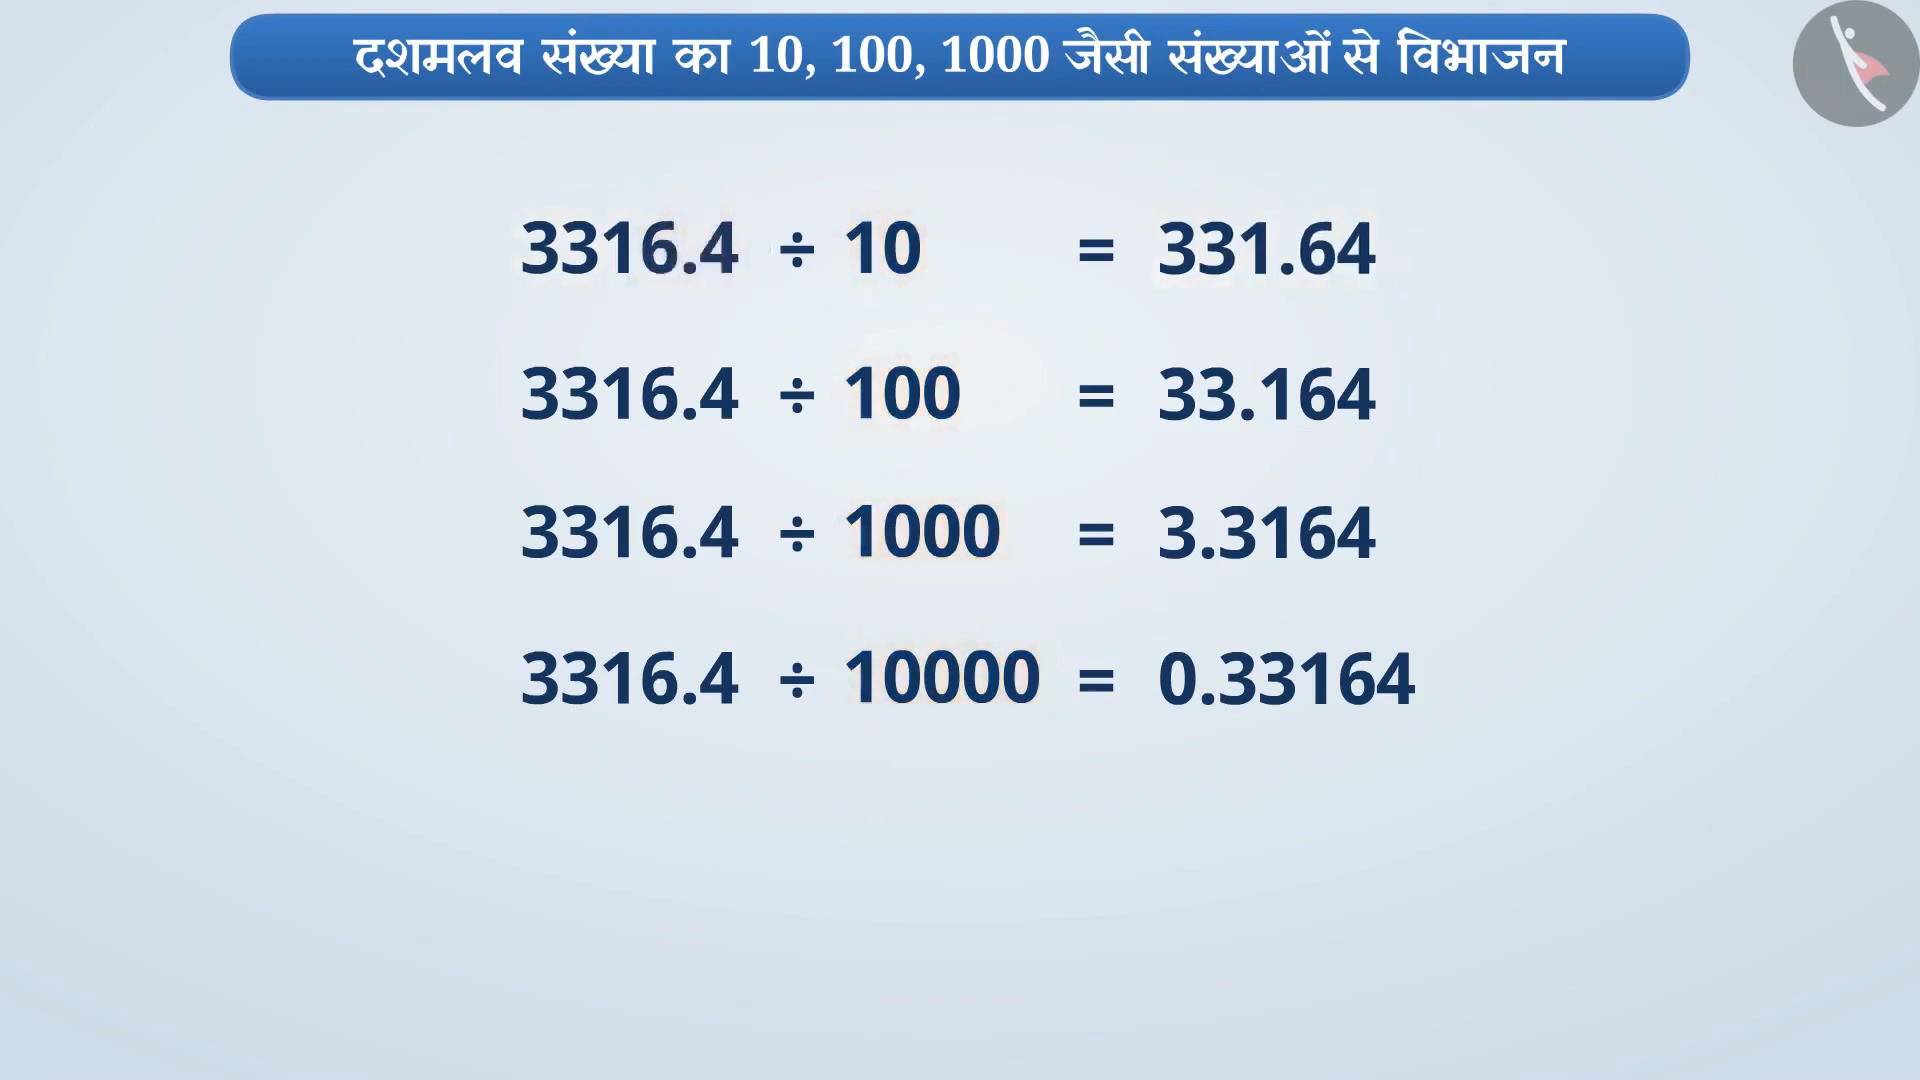 दशमलव संख्या का 10, 100, 1000 जैसी संख्याओं से विभाजन
3316.4 ÷ 10 = 331.64
3316.4 ÷ 100 = 33.164
3316.4 ÷ 1000 = 3.3164
3316.4 ÷ 10000 = 0.33164